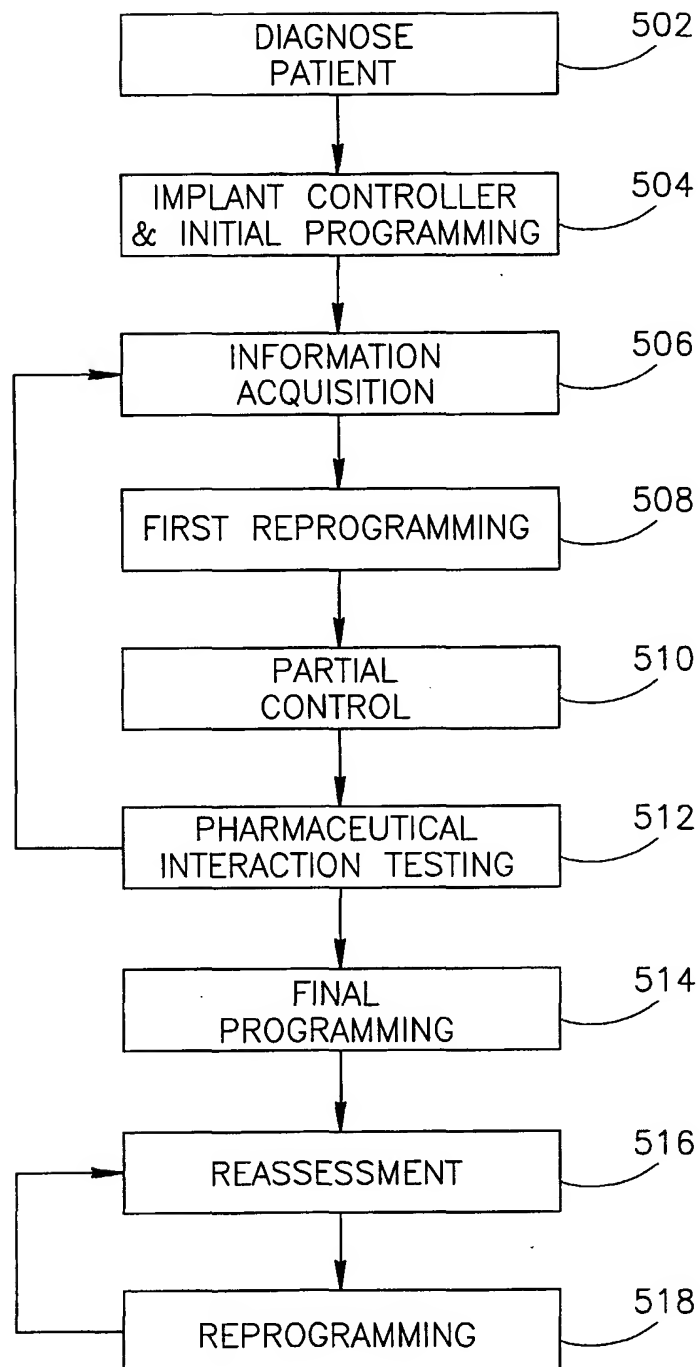 DIAGNOSE
PATIENT
502
IMPLANT CONTROLLER
& INITIAL PROGRAMMING
504
INFORMATION
ACQUISITION
506
FIRST REPROGRAMMING
508
PARTIAL
CONTROL
510
PHARMACEUTICAL
INTERACTION TESTING
512
FINAL
PROGRAMMING
514
REASSESSMENT
516
REPROGRAMMING
518